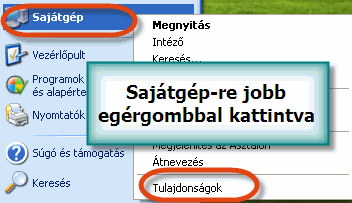 Sajátgép
Vezérlőpult
Programok
és alapérte
Nyomtatók
Súgó és támogatás
Keresés
Megnyitás
Intéző
Keresés...
Sajátgép-re jobb
egérgombbal kattintva
Megjelenítés az Asztalon
Átnevezés
Tulajdonságok